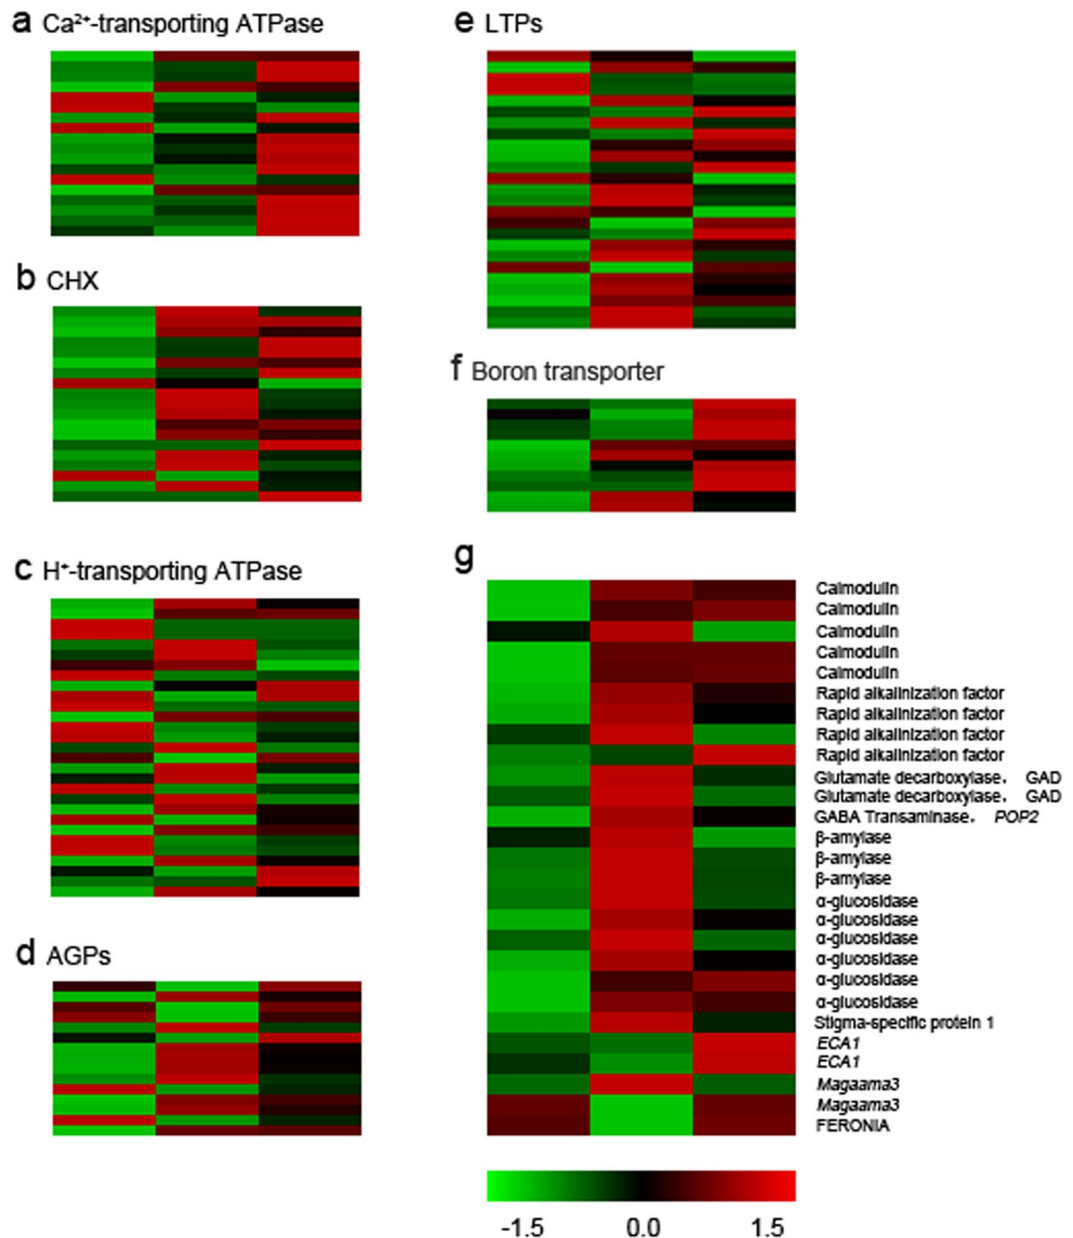 a Ca²⁺-transporting ATPase
b CHX
c H⁺-transporting ATPase
d AGPs
e LTPs
f Boron transporter
g
Calmodulin
Calmodulin
Calmodulin
Calmodulin
Calmodulin
Rapid alkalinization factor
Rapid alkalinization factor
Rapid alkalinization factor
Rapid alkalinization factor
Glutamate decarboxylase, GAD
Glutamate decarboxylase, GAD
GABA Transaminase, POP2
β-amylase
β-amylase
β-amylase
α-glucosidase
α-glucosidase
α-glucosidase
α-glucosidase
α-glucosidase
α-glucosidase
Stigma-specific protein 1
ECA1
ECA1
Magaama3
Magaama3
FERONIA
-1.5 0.0 1.5